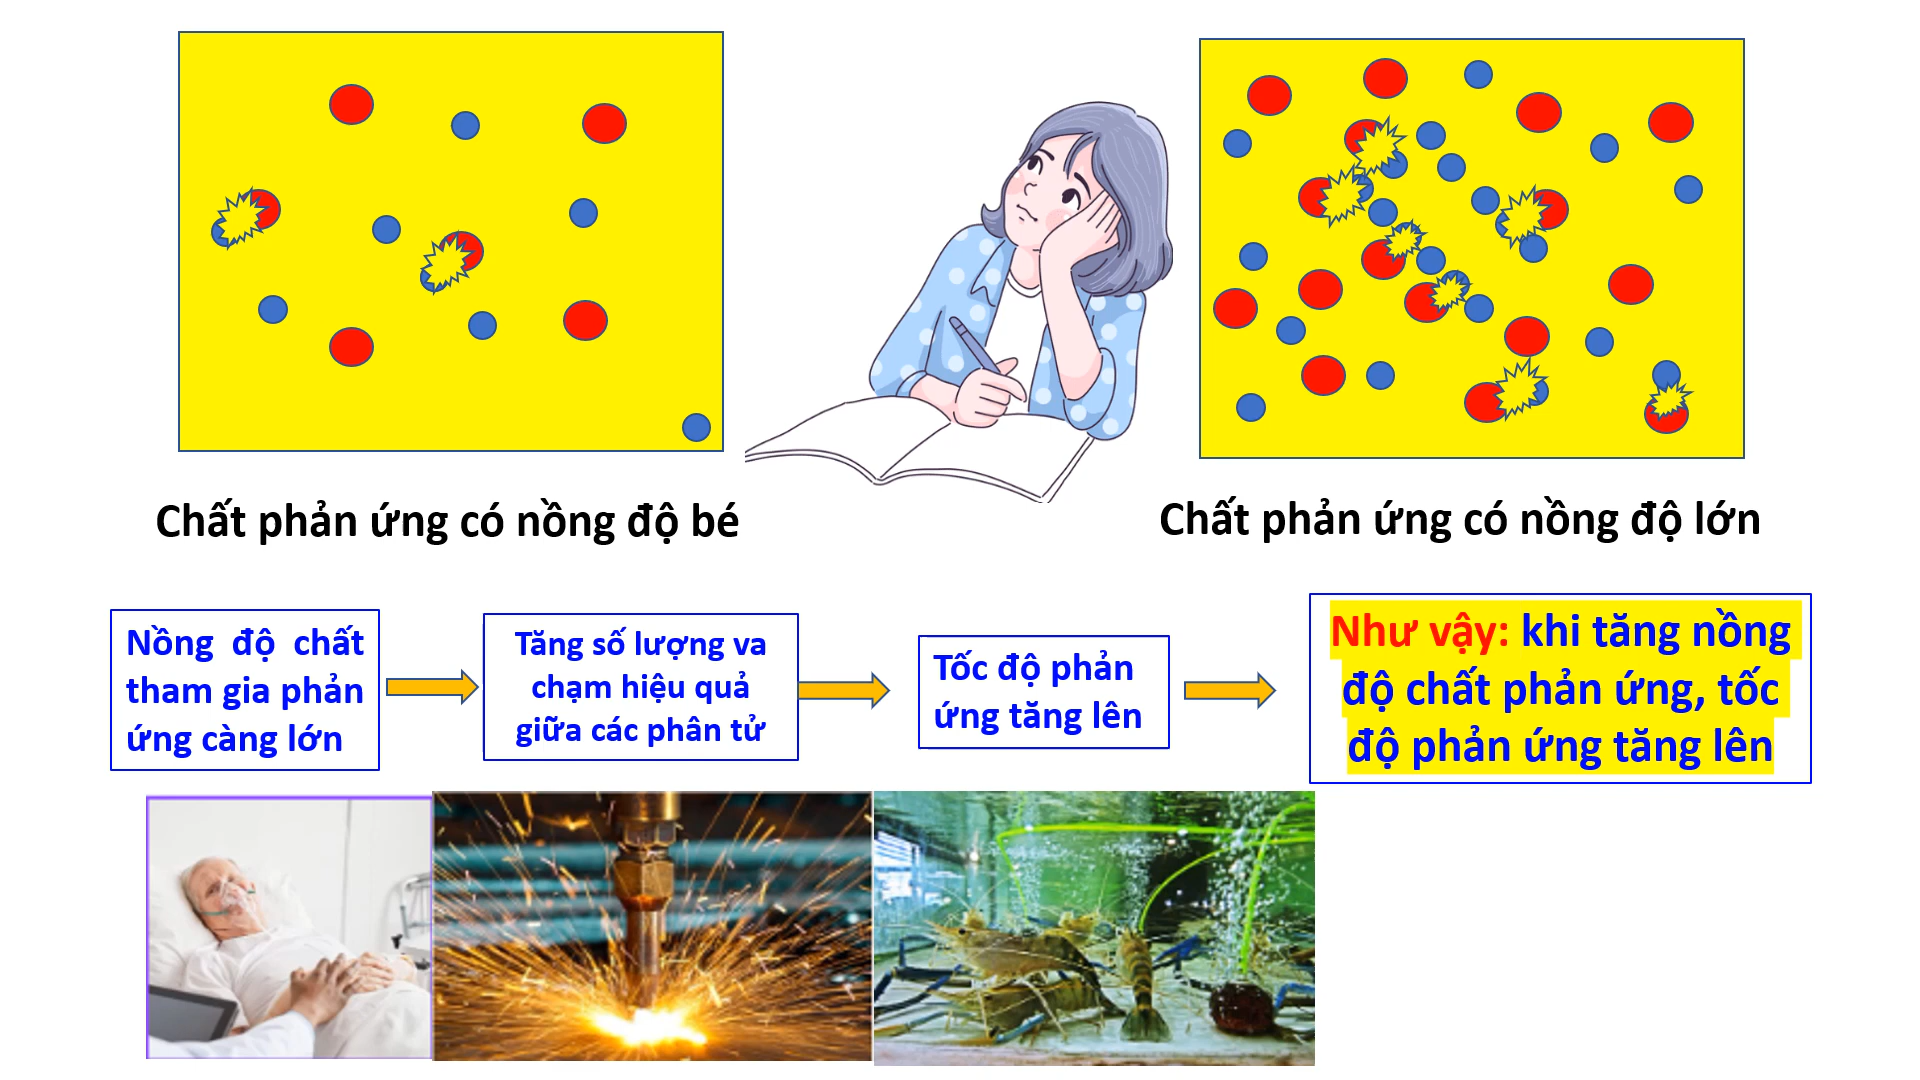 Chất phản ứng có nồng độ bé
Chất phản ứng có nồng độ lớn
Nồng độ chất
tham gia phản
ứng càng lớn
Tăng số lượng va
chạm hiệu quả
giữa các phân tử
Tốc độ phản
ứng tăng lên
Như vậy: khi tăng nồng
độ chất phản ứng, tốc
độ phản ứng tăng lên